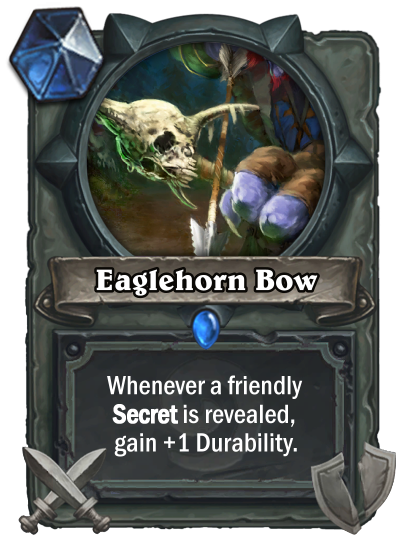 Eaglehorn Bow
Whenever a friendly
Secret is revealed,
gain +1 Durability.